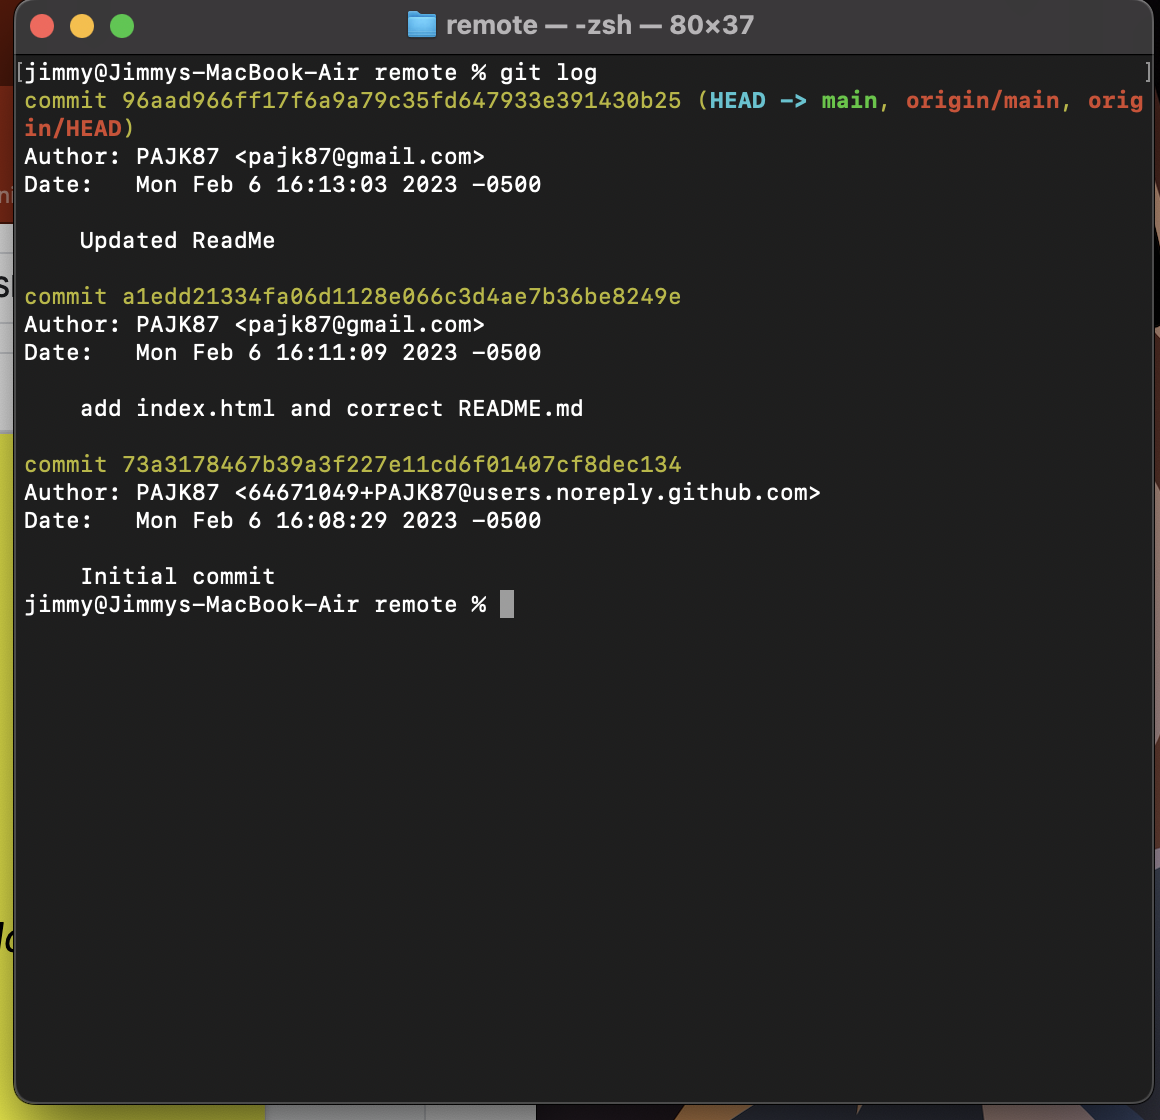 remote — -zsh — 80×37
[jimmy@Jimmys-MacBook-Air remote % git log ]
commit 96aad966ff17f6a9a79c35fd647933e391430b25 (HEAD -> main, origin/main, orig
in/HEAD)
Author: PAJK87 <pajk87@gmail.com>
Date:   Mon Feb 6 16:13:03 2023 -0500
    Updated ReadMe
commit a1edd21334fa06d1128e066c3d4ae7b36be8249e
Author: PAJK87 <pajk87@gmail.com>
Date:   Mon Feb 6 16:11:09 2023 -0500
    add index.html and correct README.md
commit 73a3178467b39a3f227e11cd6f01407cf8dec134
Author: PAJK87 <64671049+PAJK87@users.noreply.github.com>
Date:   Mon Feb 6 16:08:29 2023 -0500
    Initial commit
jimmy@Jimmys-MacBook-Air remote %